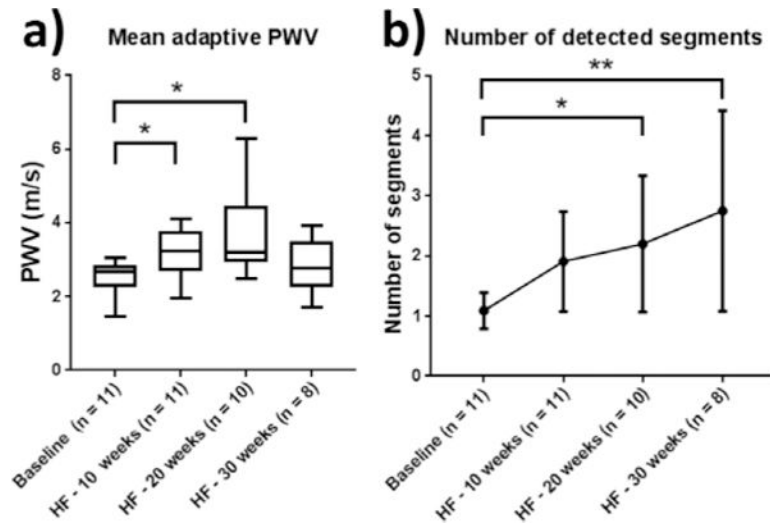 a) Mean adaptive PWV
8
6
4
2
0
PWV (m/s)
*
*
Baseline (n = 11)
HF - 10 weeks (n = 11)
HF - 20 weeks (n = 10)
HF - 30 weeks (n = 8)
b) Number of detected segments
5
4
3
2
1
0
Number of segments
**
*
Baseline (n = 11)
HF - 10 weeks (n = 11)
HF - 20 weeks (n = 10)
HF - 30 weeks (n = 8)